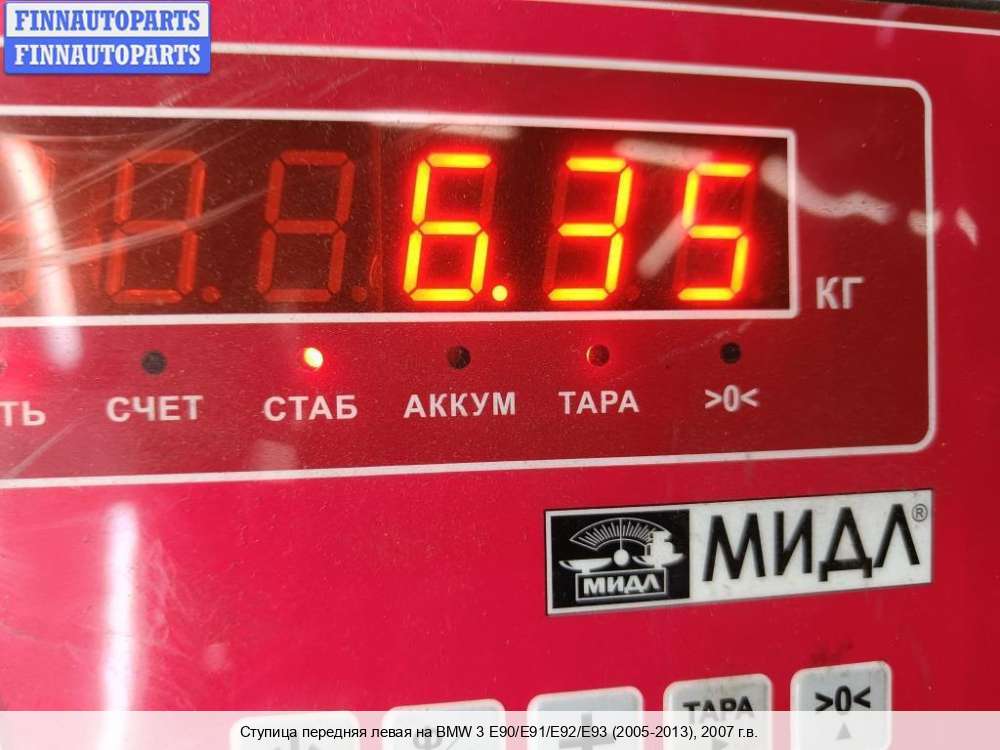 FINNAUTOPARTS
FINNAUTOPARTS
6.35
КГ
ТЬ СЧЕТ СТАБ АККУМ ТАРА >0<
МИДЛ МИДЛ®
ТАРА >0<
Ступица передняя левая на BMW 3 E90/E91/E92/E93 (2005-2013), 2007 г.в.